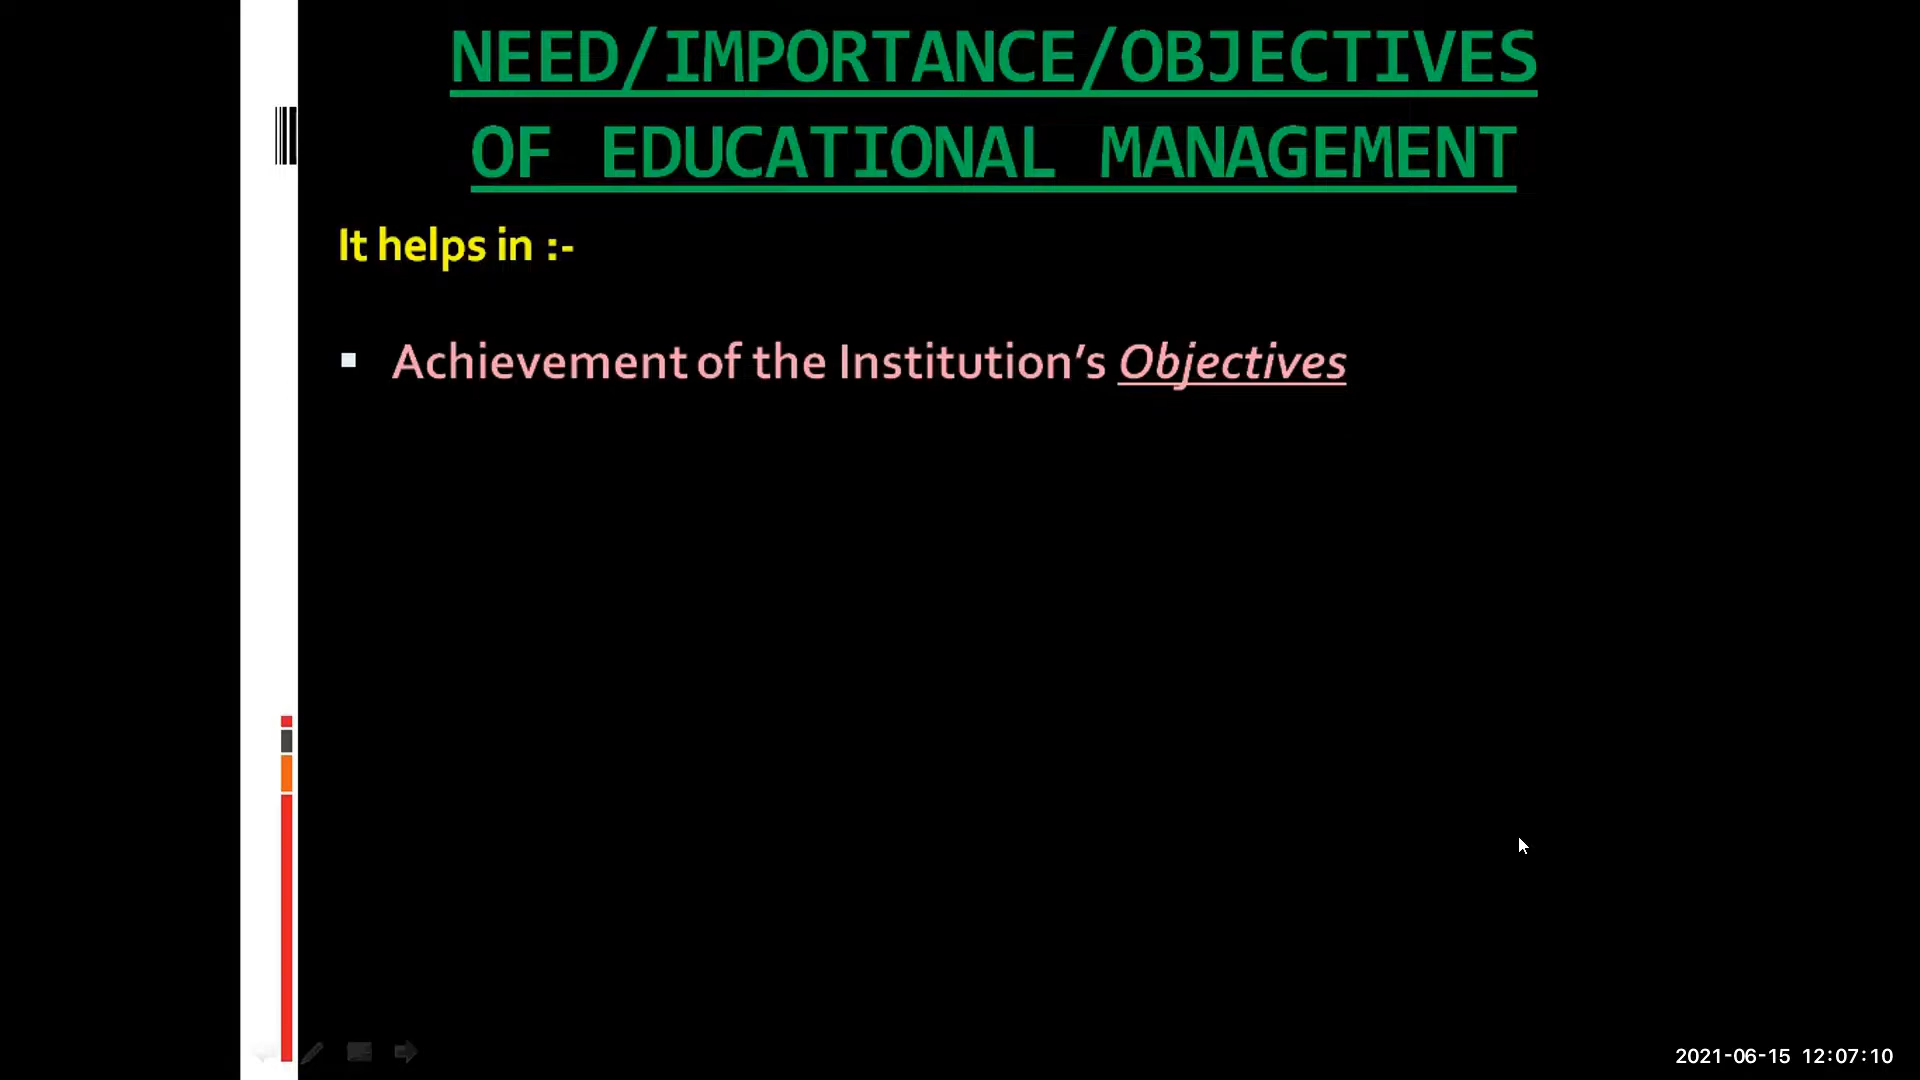 NEED/IMPORTANCE/OBJECTIVES
OF EDUCATIONAL MANAGEMENT
It helps in :-
▪ Achievement of the Institution’s Objectives
2021-06-15 12:07:10